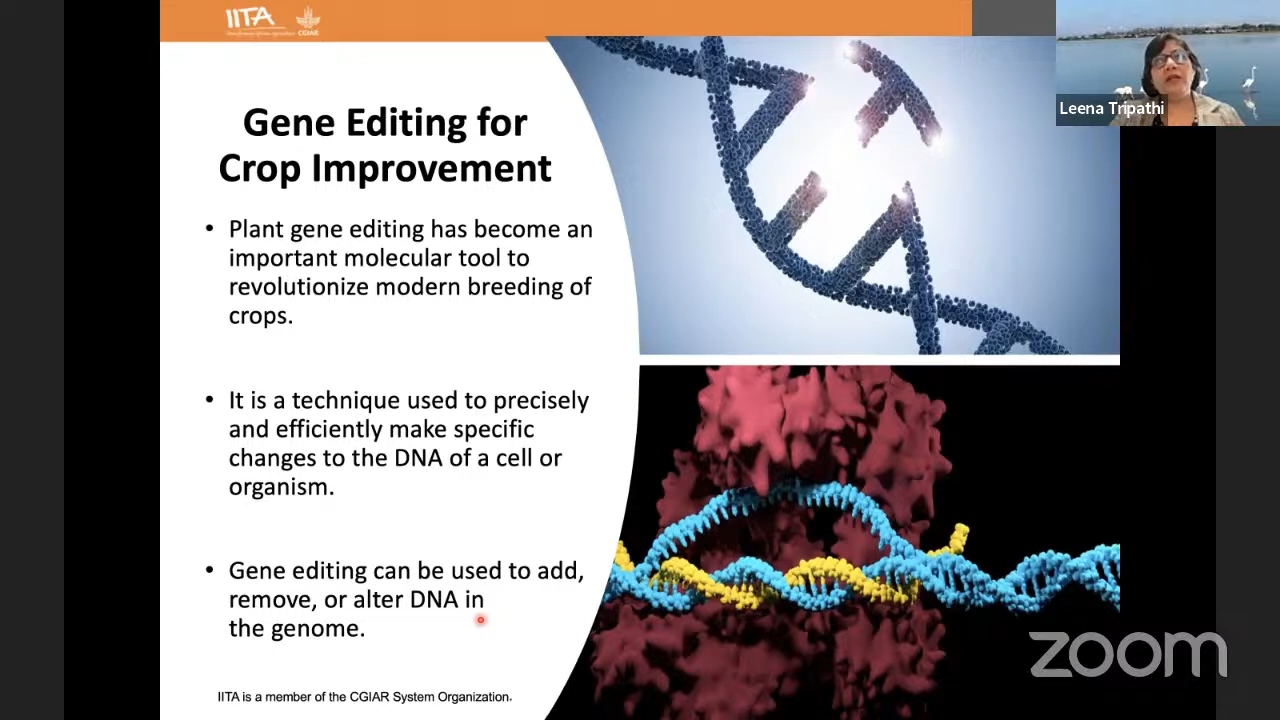 IITA
CGIAR
Leena Tripathi
Gene Editing for
Crop Improvement
• Plant gene editing has become an
important molecular tool to
revolutionize modern breeding of
crops.
• It is a technique used to precisely
and efficiently make specific
changes to the DNA of a cell or
organism.
• Gene editing can be used to add,
remove, or alter DNA in
the genome.
IITA is a member of the CGIAR System Organization.
zoom